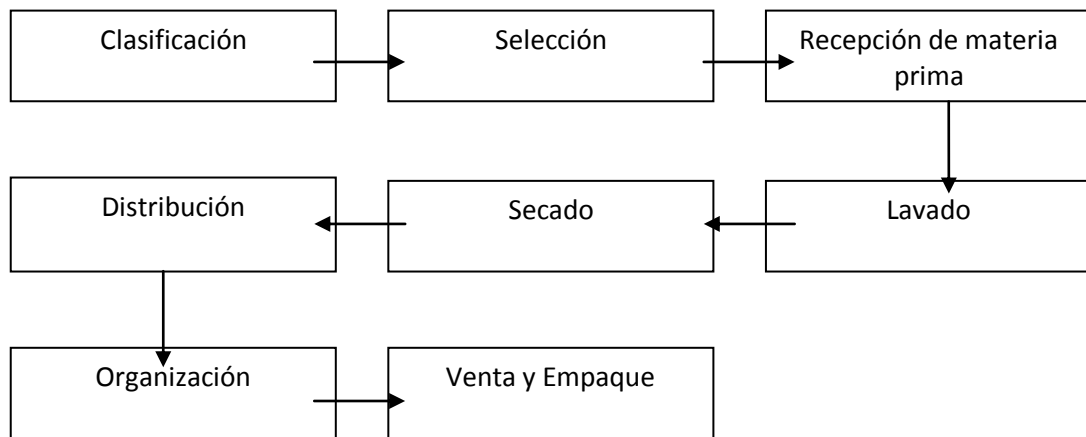 Clasificación
Selección
Recepción de materia
prima
Lavado
Secado
Distribución
Organización
Venta y Empaque